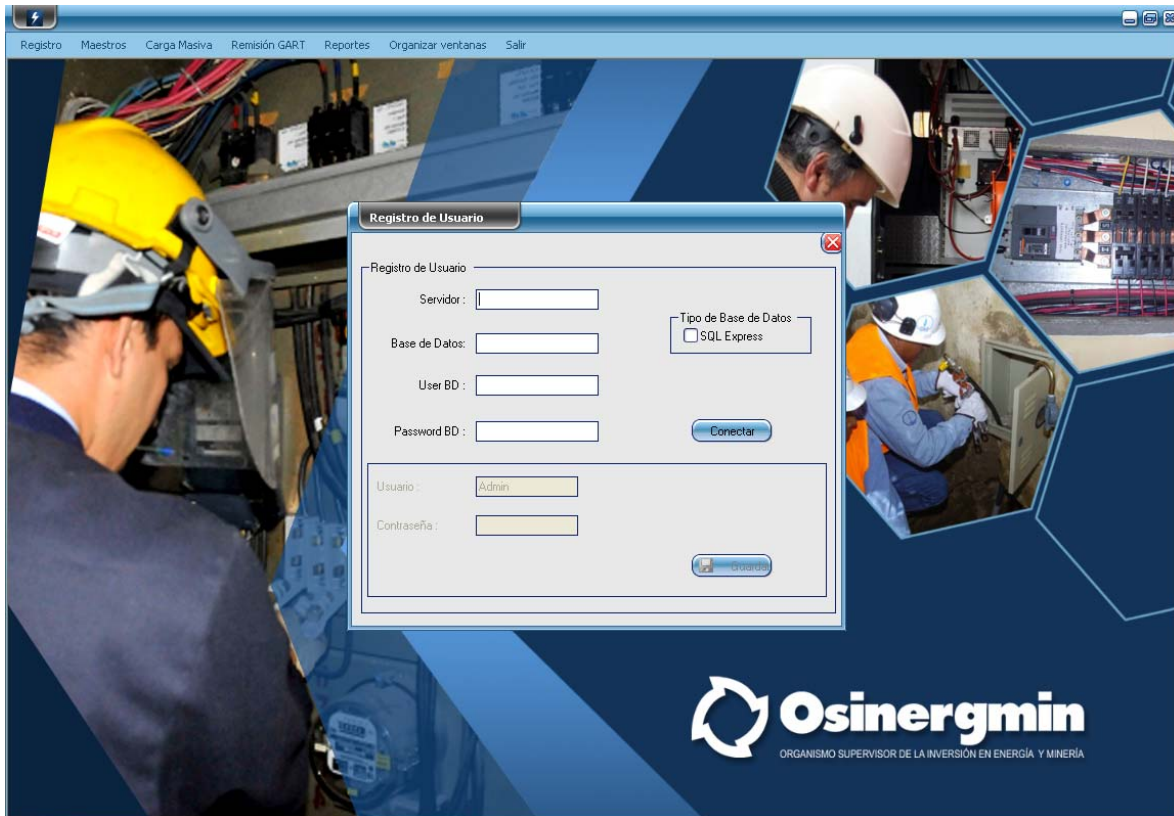 Registro Maestros Carga Masiva Remisión GART Reportes Organizar ventanas Salir
Registro de Usuario
Registro de Usuario
Servidor :
Tipo de Base de Datos
SQL Express
Base de Datos:
User BD :
Password BD :
Conectar
Usuario :
Admin
Contraseña :
Guarda
Osinergmin
ORGANISMO SUPERVISOR DE LA INVERSIÓN EN ENERGÍA Y MINERÍA